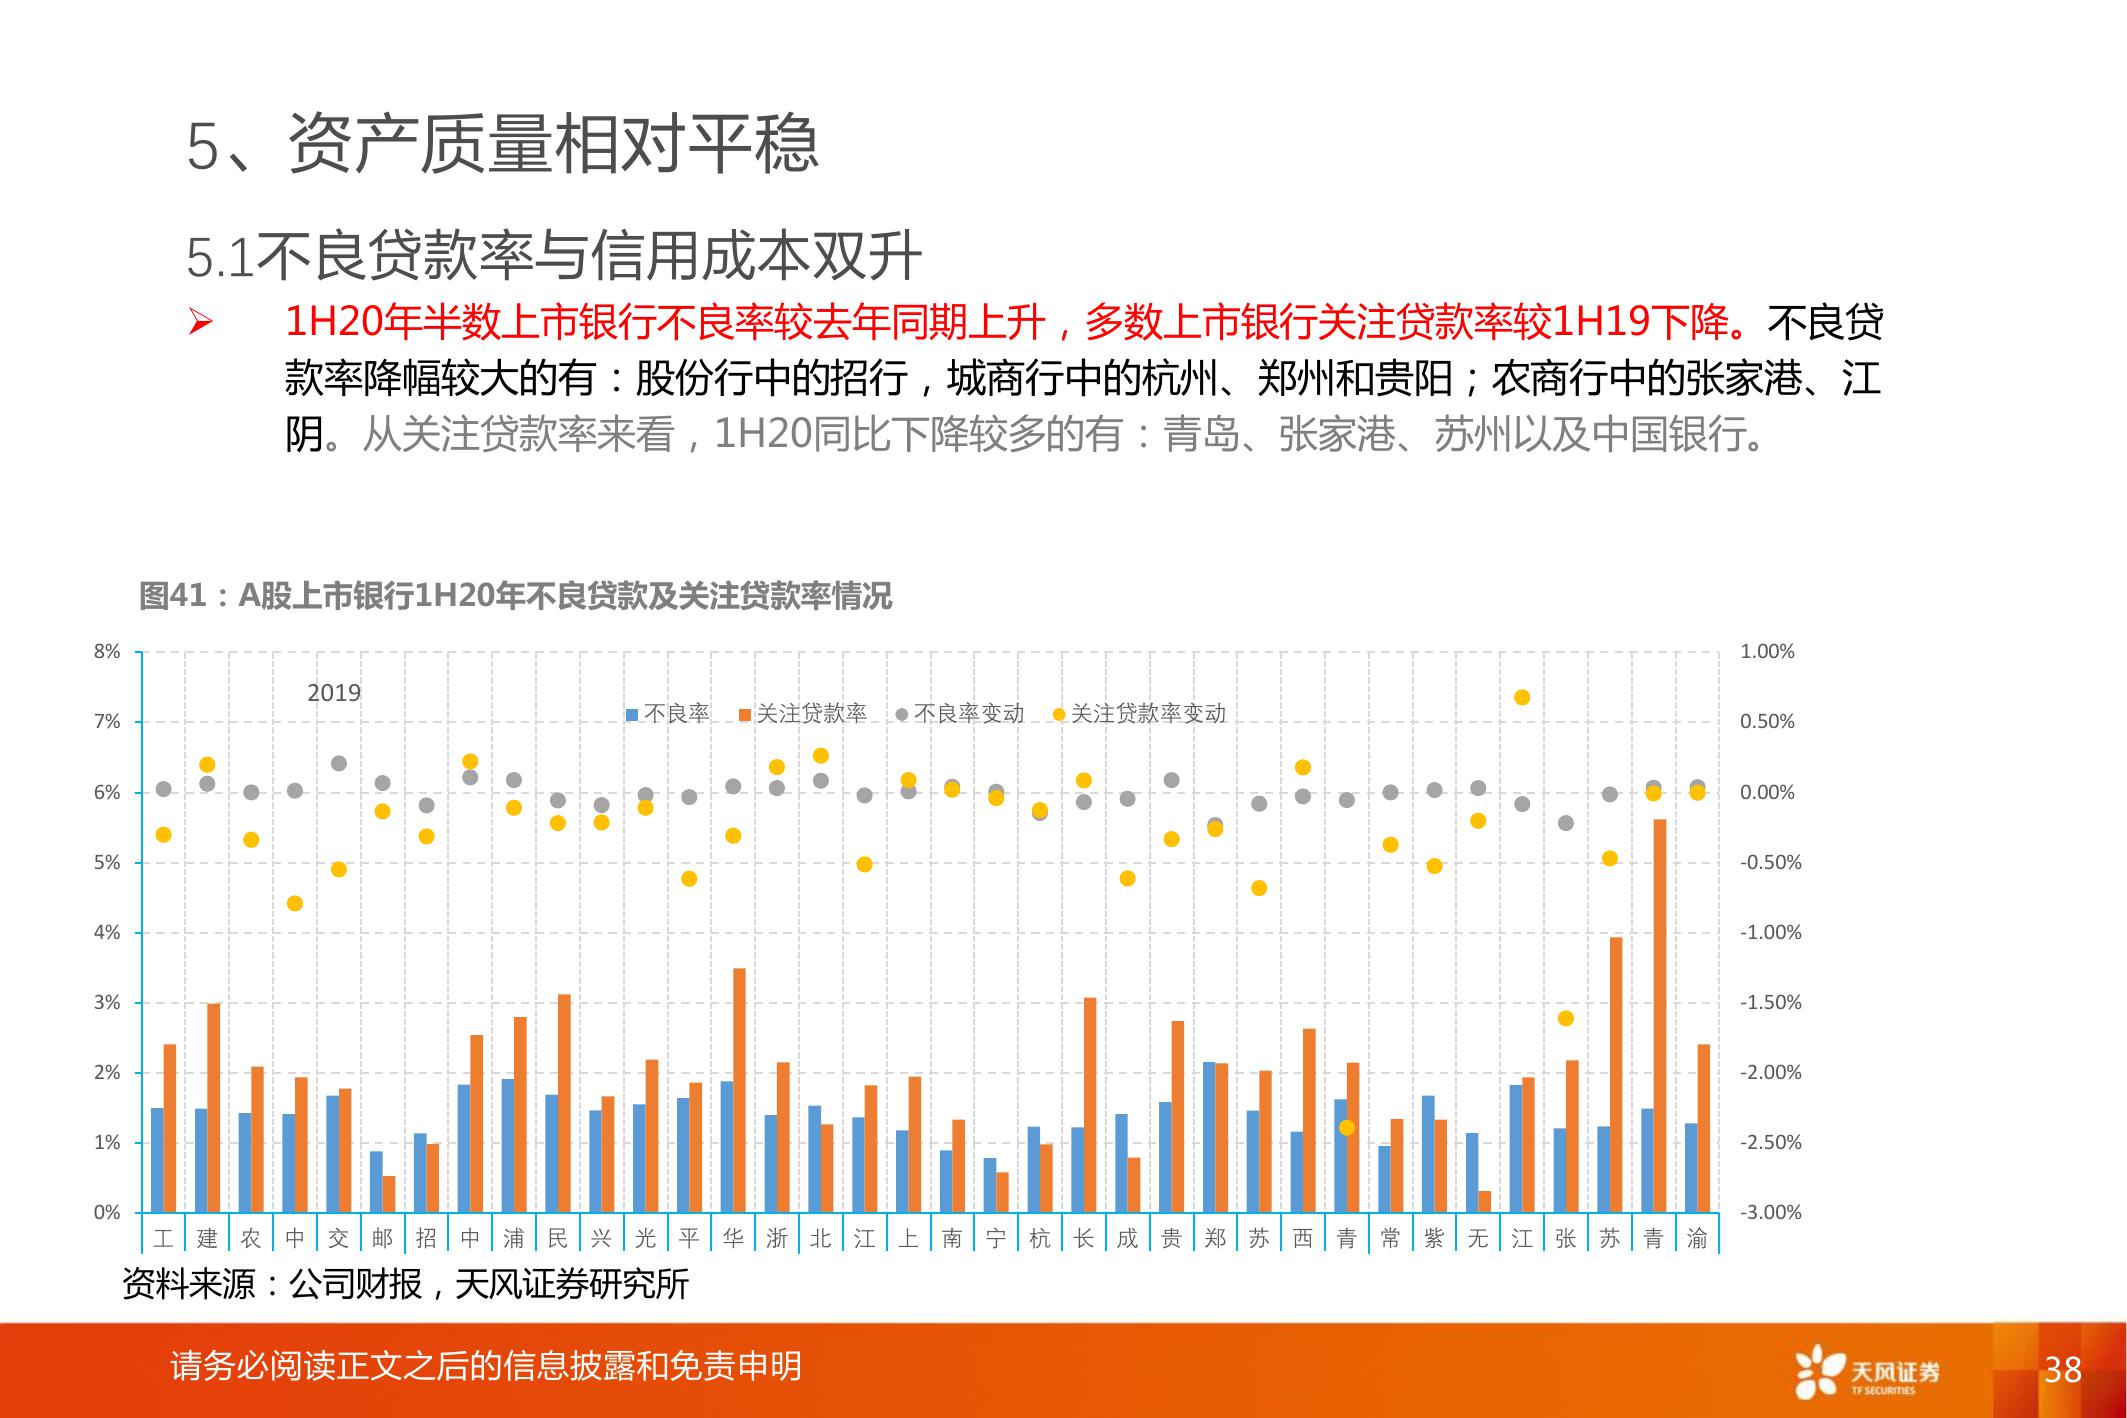 5、资产质量相对平稳
5.1不良贷款率与信用成本双升
➢ 1H20年半数上市银行不良率较去年同期上升，多数上市银行关注贷款率较1H19下降。不良贷
款率降幅较大的有：股份行中的招行，城商行中的杭州、郑州和贵阳；农商行中的张家港、江
阴。从关注贷款率来看，1H20同比下降较多的有：青岛、张家港、苏州以及中国银行。
图41：A股上市银行1H20年不良贷款及关注贷款率情况
8% 1.00%
2019
不良率 关注贷款率 不良率变动 关注贷款率变动
7% 0.50%
6% 0.00%
5% -0.50%
4% -1.00%
3% -1.50%
2% -2.00%
1% -2.50%
0% -3.00%
工 建 农 中 交 邮 招 中 浦 民 兴 光 平 华 浙 北 江 上 南 宁 杭 长 成 贵 郑 苏 西 青 常 紫 无 江 张 苏 青 渝
资料来源：公司财报，天风证券研究所
请务必阅读正文之后的信息披露和免责申明
天风证券
TF SECURITIES
38